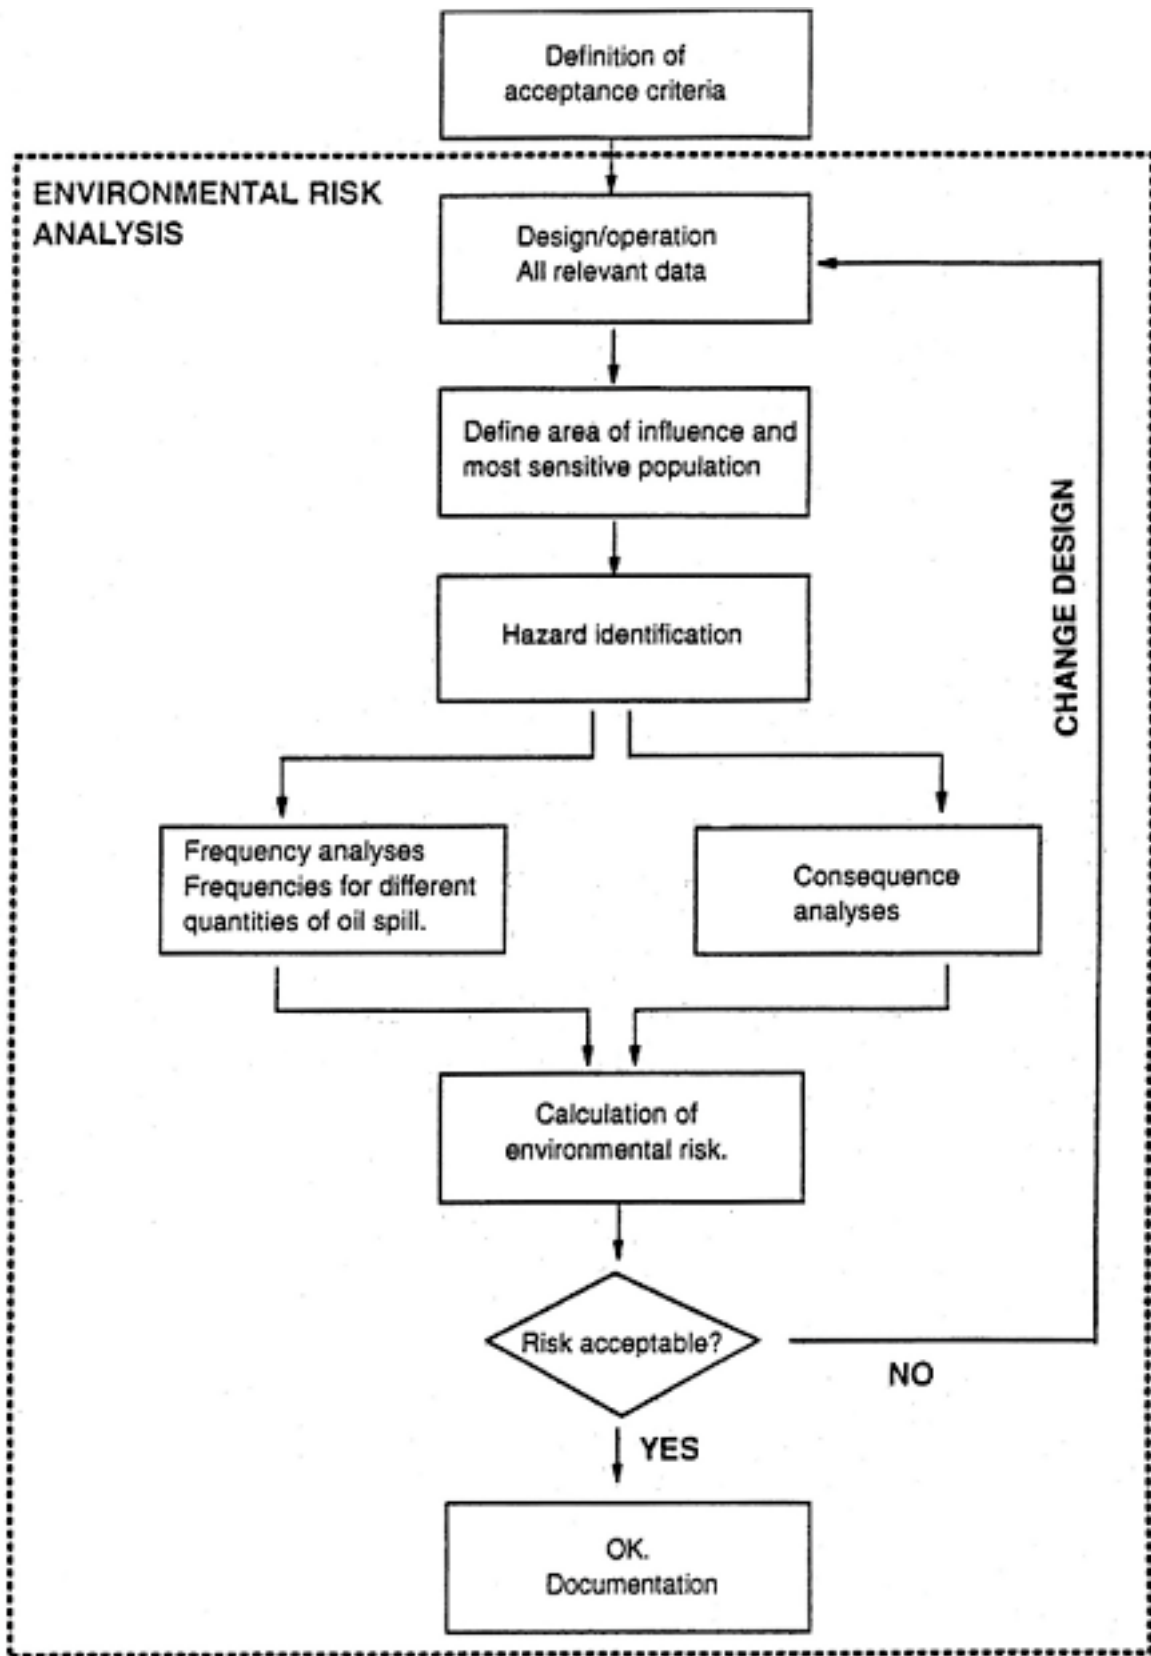 Definition of
acceptance criteria
ENVIRONMENTAL RISK
ANALYSIS
Design/operation
All relevant data
Define area of influence and
most sensitive population
Hazard identification
CHANGE DESIGN
Frequency analyses
Frequencies for different
quantities of oil spill.
Consequence
analyses
Calculation of
environmental risk.
Risk acceptable?
NO
YES
OK.
Documentation